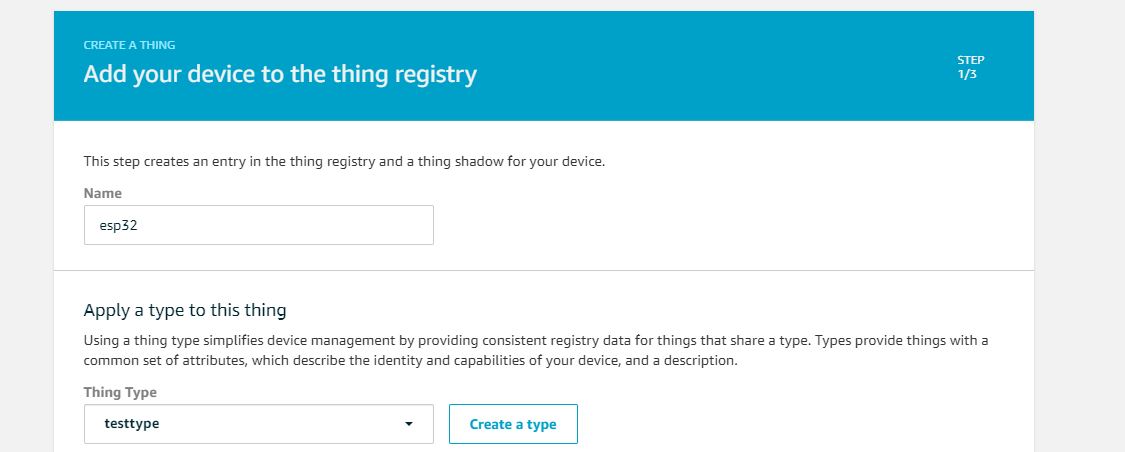 CREATE A THING
Add your device to the thing registry
STEP
1/3
This step creates an entry in the thing registry and a thing shadow for your device.
Name
esp32
Apply a type to this thing
Using a thing type simplifies device management by providing consistent registry data for things that share a type. Types provide things with a
common set of attributes, which describe the identity and capabilities of your device, and a description.
Thing Type
testtype
Create a type